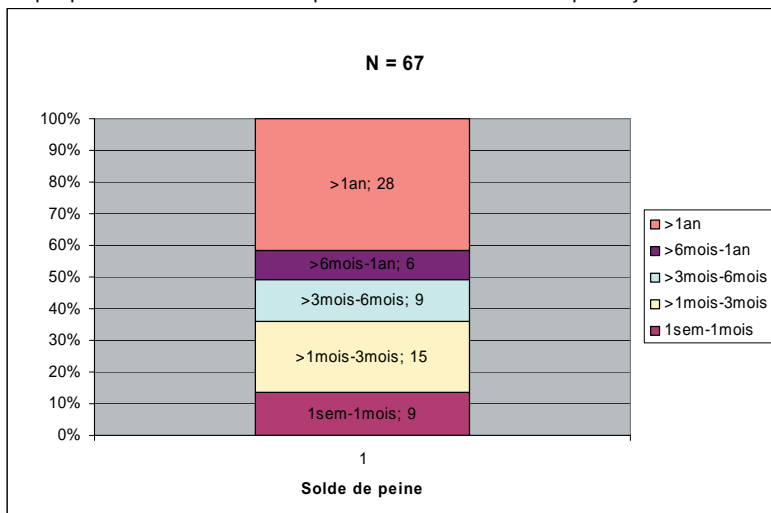 N = 67
100%
90%
80%
70%
60%
50%
40%
30%
20%
10%
0%
>1an; 28
>6mois-1an; 6
>3mois-6mois; 9
>1mois-3mois; 15
1sem-1mois; 9
1
Solde de peine
>1an
>6mois-1an
>3mois-6mois
>1mois-3mois
1sem-1mois